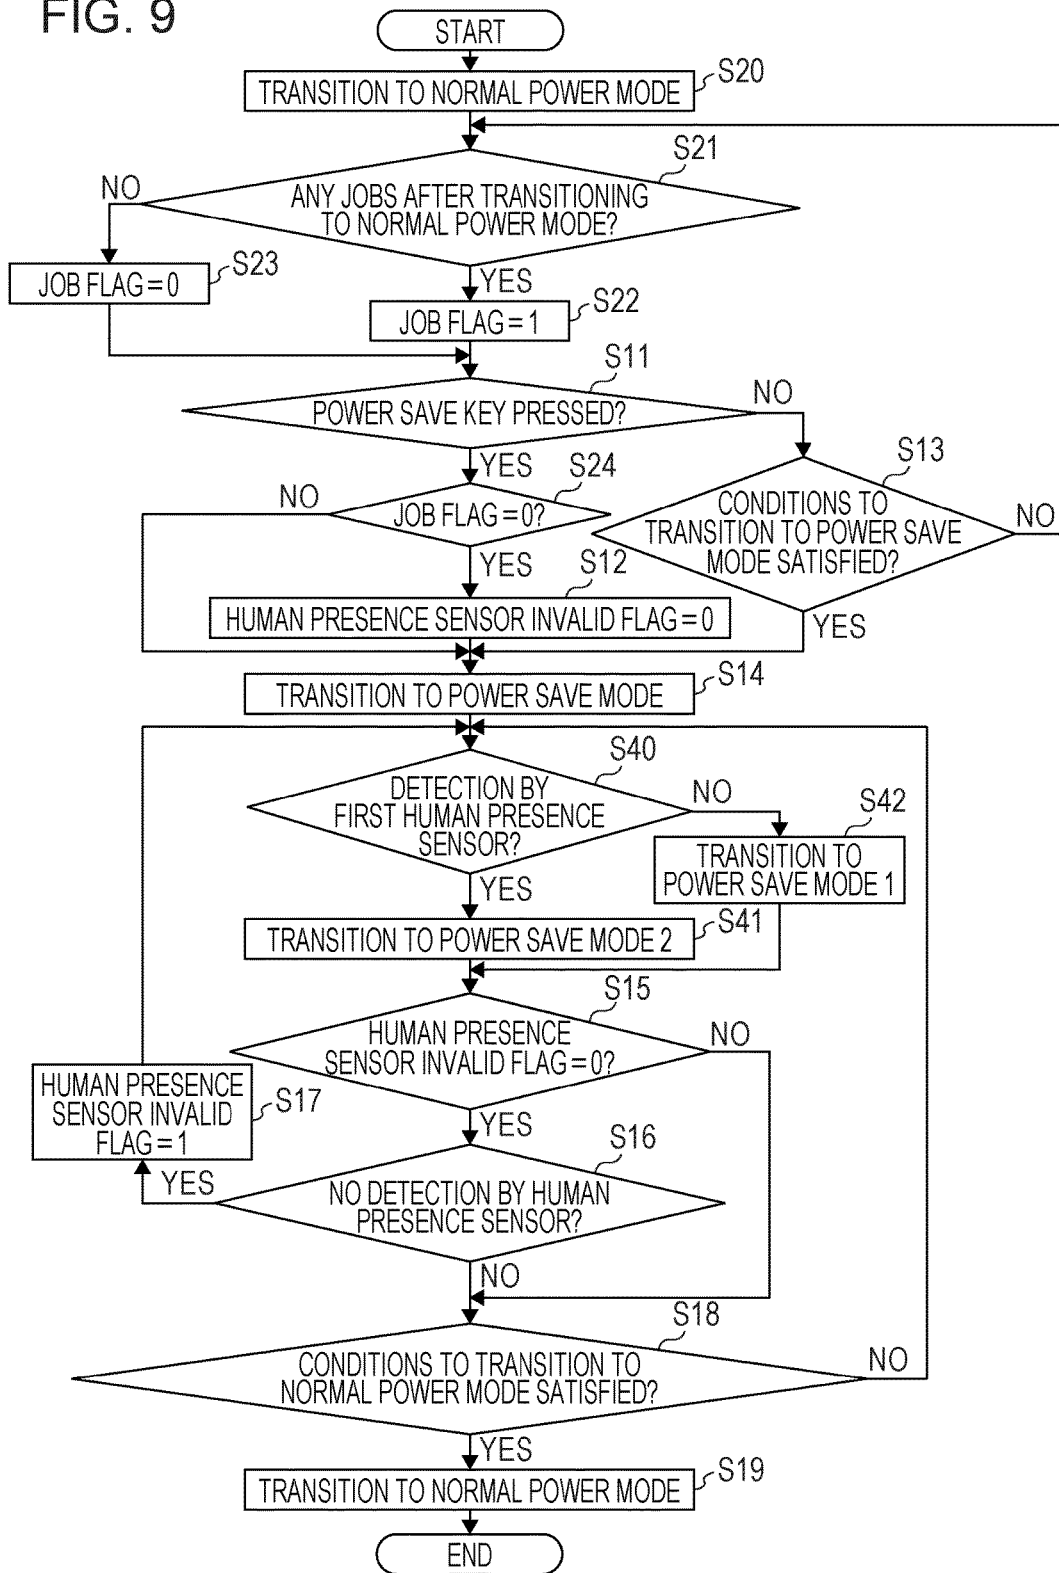 FIG. 9
START
TRANSITION TO NORMAL POWER MODE
S20
S21
ANY JOBS AFTER TRANSITIONING
TO NORMAL POWER MODE?
NO
YES
S23
JOB FLAG = 0
S22
JOB FLAG = 1
S11
POWER SAVE KEY PRESSED?
NO
YES
S13
CONDITIONS TO
TRANSITION TO POWER SAVE
MODE SATISFIED?
NO
YES
S24
JOB FLAG = 0?
NO
YES
S12
HUMAN PRESENCE SENSOR INVALID FLAG = 0
S14
TRANSITION TO POWER SAVE MODE
S40
DETECTION BY
FIRST HUMAN PRESENCE
SENSOR?
NO
YES
S42
TRANSITION TO
POWER SAVE MODE 1
S41
TRANSITION TO POWER SAVE MODE 2
S15
HUMAN PRESENCE
SENSOR INVALID FLAG = 0?
NO
YES
HUMAN PRESENCE
SENSOR INVALID
FLAG = 1
S17
S16
NO DETECTION BY HUMAN
PRESENCE SENSOR?
YES
NO
S18
CONDITIONS TO TRANSITION TO
NORMAL POWER MODE SATISFIED?
NO
YES
S19
TRANSITION TO NORMAL POWER MODE
END